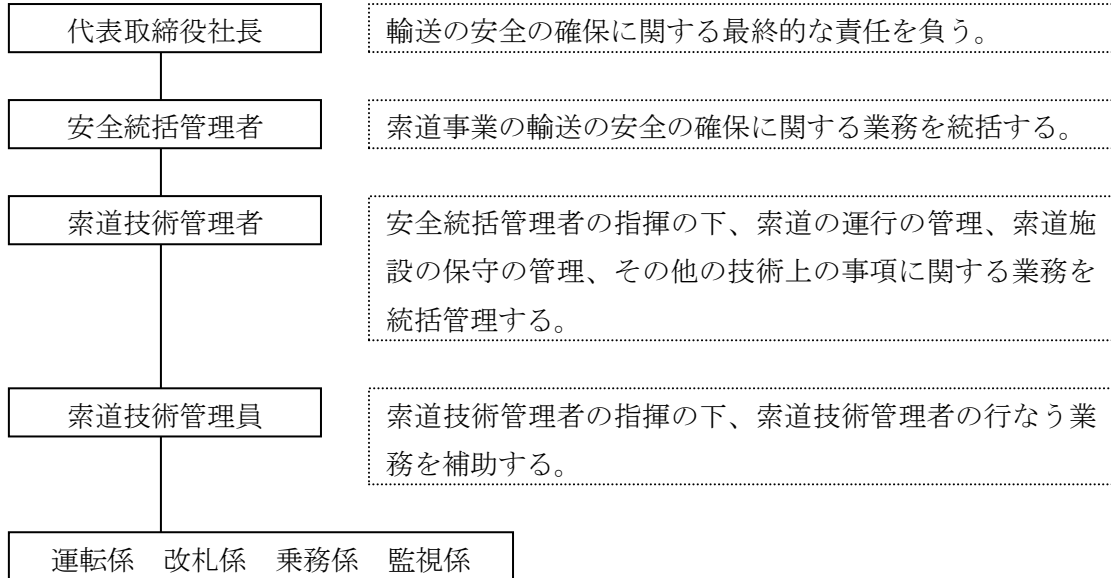 代表取締役社長
輸送の安全の確保に関する最終的な責任を負う。
安全統括管理者
索道事業の輸送の安全の確保に関する業務を統括する。
索道技術管理者
安全統括管理者の指揮の下、索道の運行の管理、索道施
設の保守の管理、その他の技術上の事項に関する業務を
統括管理する。
索道技術管理員
索道技術管理者の指揮の下、索道技術管理者の行なう業
務を補助する。
運転係　改札係　乗務係　監視係